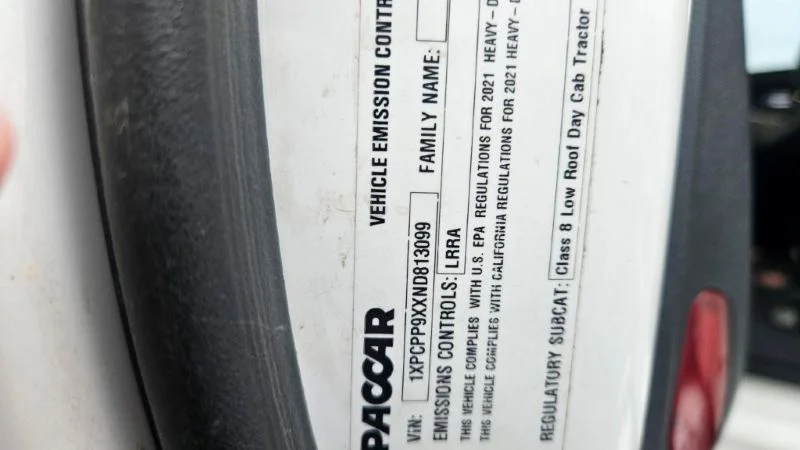 PACCAR
VEHICLE EMISSION CONTR
VIN: 1XPCPP9XXND813099 FAMILY NAME:
EMISSIONS CONTROLS: LRRA
THIS VEHICLE COMPLIES WITH U.S. EPA REGULATIONS FOR 2021 HEAVY-D
THIS VEHICLE COMPLIES WITH CALIFORNIA REGULATIONS FOR 2021 HEAVY-D
REGULATORY SUBCAT: Class 8 Low Roof Day Cab Tractor